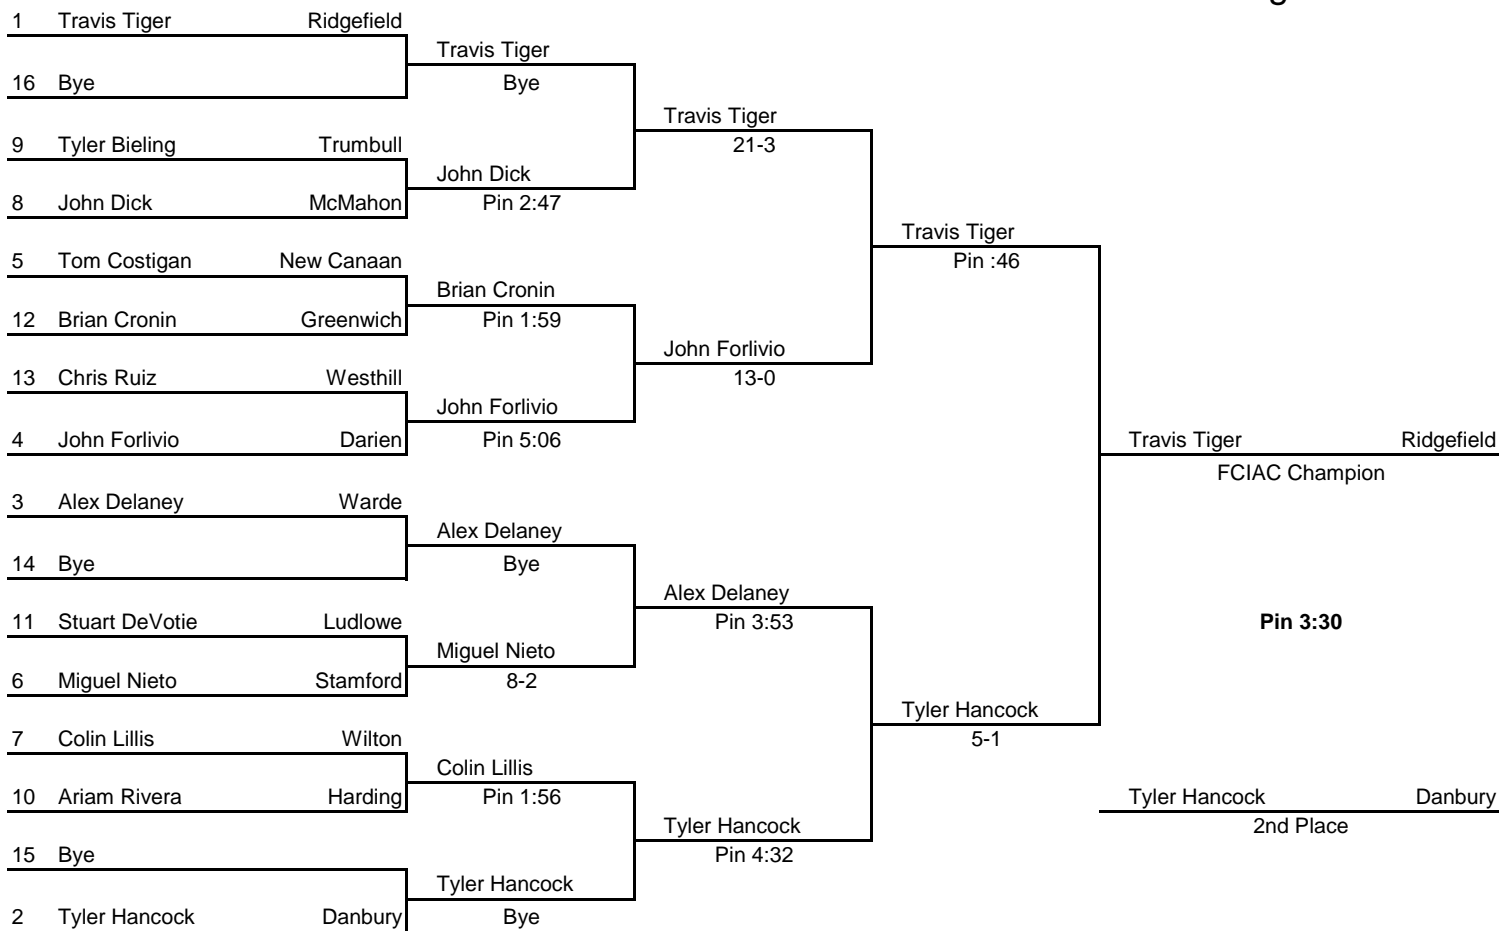 1 Travis Tiger Ridgefield
Travis Tiger
16 Bye
Bye
Travis Tiger
21-3
9 Tyler Bieling Trumbull
John Dick
Pin 2:47
8 John Dick McMahon
Travis Tiger
Pin :46
5 Tom Costigan New Canaan
Brian Cronin
Pin 1:59
12 Brian Cronin Greenwich
John Forlivio
13-0
13 Chris Ruiz Westhill
John Forlivio
Pin 5:06
4 John Forlivio Darien
Travis Tiger Ridgefield
FCIAC Champion
3 Alex Delaney Warde
Alex Delaney
Bye
14 Bye
Alex Delaney
Pin 3:53
11 Stuart DeVotie Ludlowe
Pin 3:30
Miguel Nieto
8-2
6 Miguel Nieto Stamford
Tyler Hancock
5-1
7 Colin Lillis Wilton
Colin Lillis
Pin 1:56
10 Ariam Rivera Harding
Tyler Hancock Danbury
2nd Place
Tyler Hancock
Pin 4:32
15 Bye
Tyler Hancock
Bye
2 Tyler Hancock Danbury